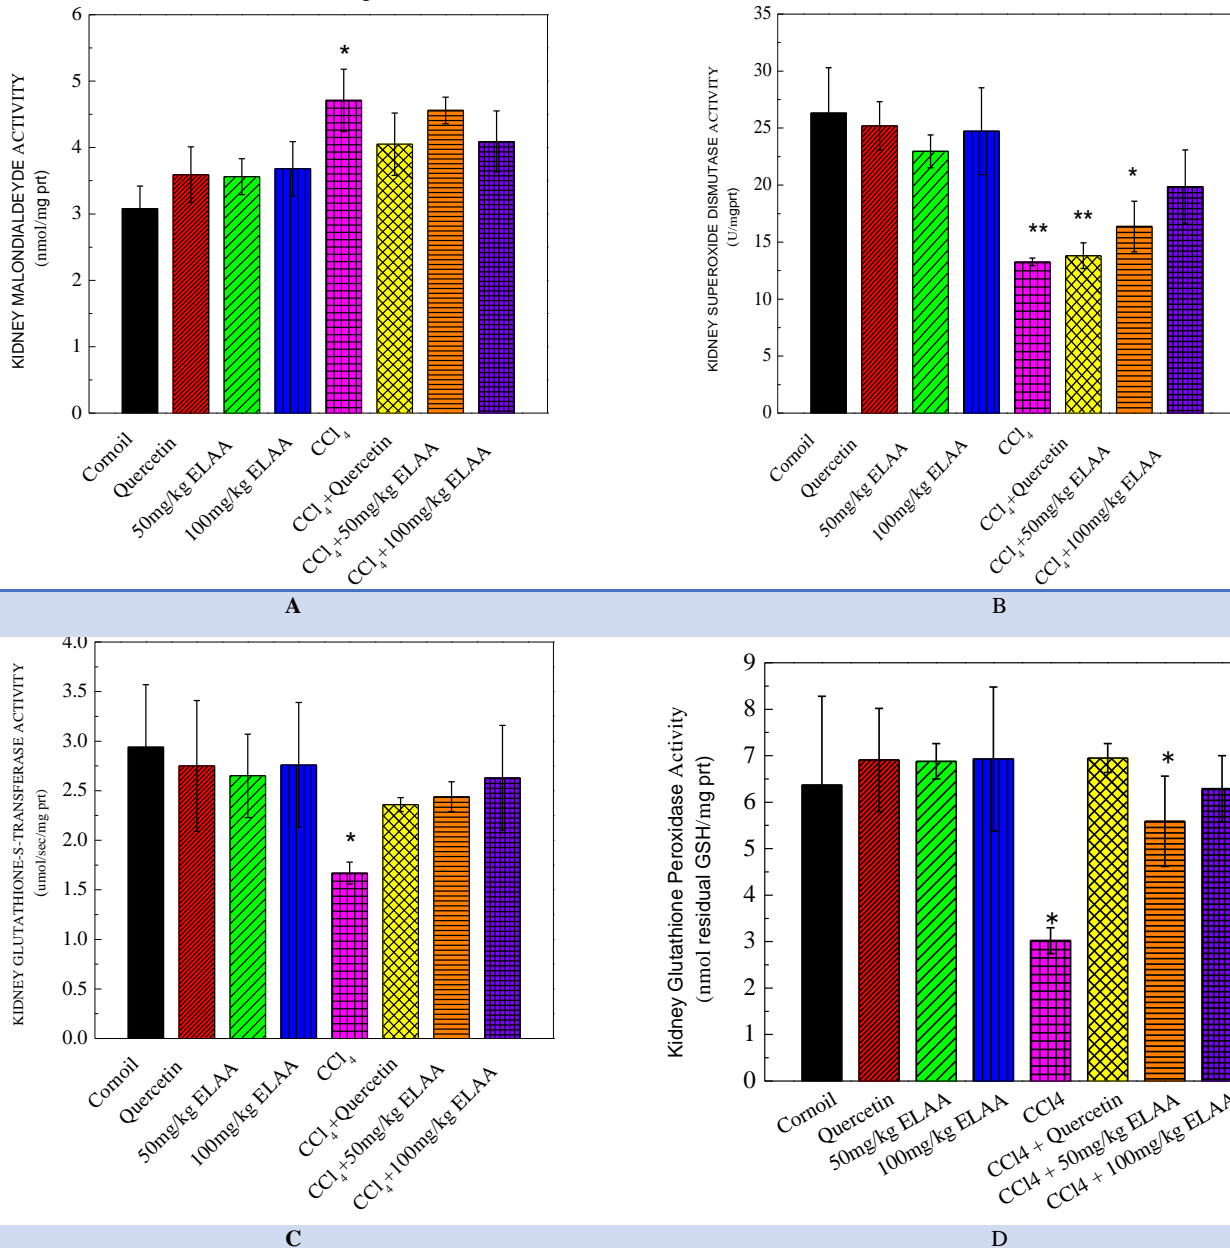 KIDNEY MALONDIALDEYDE ACTIVITY
(nmol/mg prt)
6
5
4
3
2
1
0
*
Cornoil
Quercetin
50mg/kg ELAA
100mg/kg ELAA
CCl4
CCl4+Quercetin
CCl4+50mg/kg ELAA
CCl4+100mg/kg ELAA
KIDNEY SUPEROXIDE DISMUTASE ACTIVITY
(U/mgprt)
35
30
25
20
15
10
5
0
**
**
*
Cornoil
Quercetin
50mg/kg ELAA
100mg/kg ELAA
CCl4
CCl4+Quercetin
CCl4+50mg/kg ELAA
CCl4+100mg/kg ELAA
A
B
KIDNEY GLUTATHIONE-S-TRANSFERASE ACTIVITY
(umol/sec/mg prt)
4.0
3.5
3.0
2.5
2.0
1.5
1.0
0.5
0.0
*
Cornoil
Quercetin
50mg/kg ELAA
100mg/kg ELAA
CCl4
CCl4+Quercetin
CCl4+50mg/kg ELAA
CCl4+100mg/kg ELAA
Kidney Glutathione Peroxidase Activity
(nmol residual GSH/mg prt)
9
8
7
6
5
4
3
2
1
0
*
*
Cornoil
Quercetin
50mg/kg ELAA
100mg/kg ELAA
CCl4
CCl4 + Quercetin
CCl4 + 50mg/kg ELAA
CCl4 + 100mg/kg ELAA
C
D